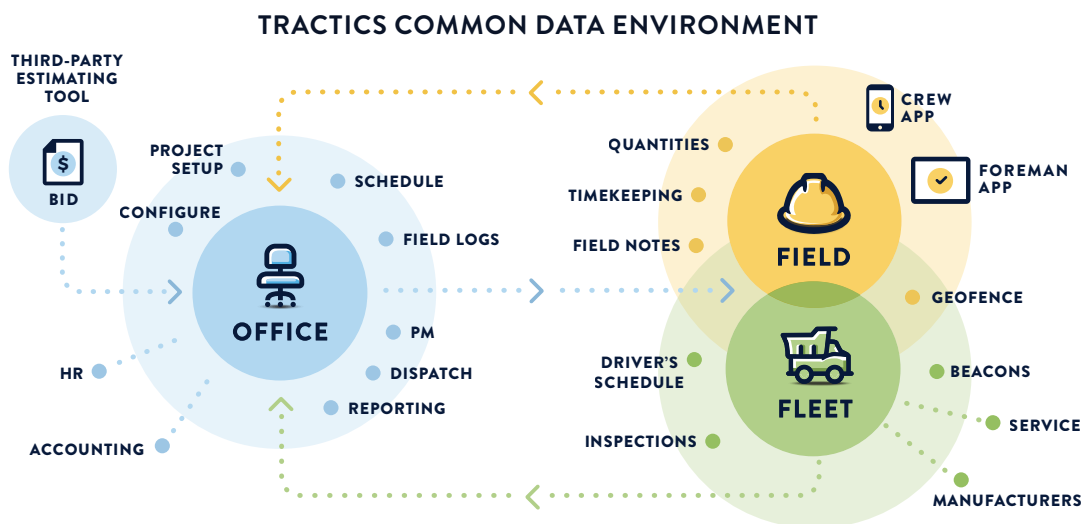 TRACTICS COMMON DATA ENVIRONMENT
THIRD-PARTY
ESTIMATING
TOOL
$
BID
PROJECT
SETUP
CONFIGURE
SCHEDULE
FIELD LOGS
OFFICE
PM
DISPATCH
REPORTING
HR
ACCOUNTING
QUANTITIES
TIMEKEEPING
FIELD NOTES
CREW
APP
FOREMAN
APP
FIELD
GEOFENCE
DRIVER'S
SCHEDULE
FLEET
BEACONS
INSPECTIONS
SERVICE
MANUFACTURERS